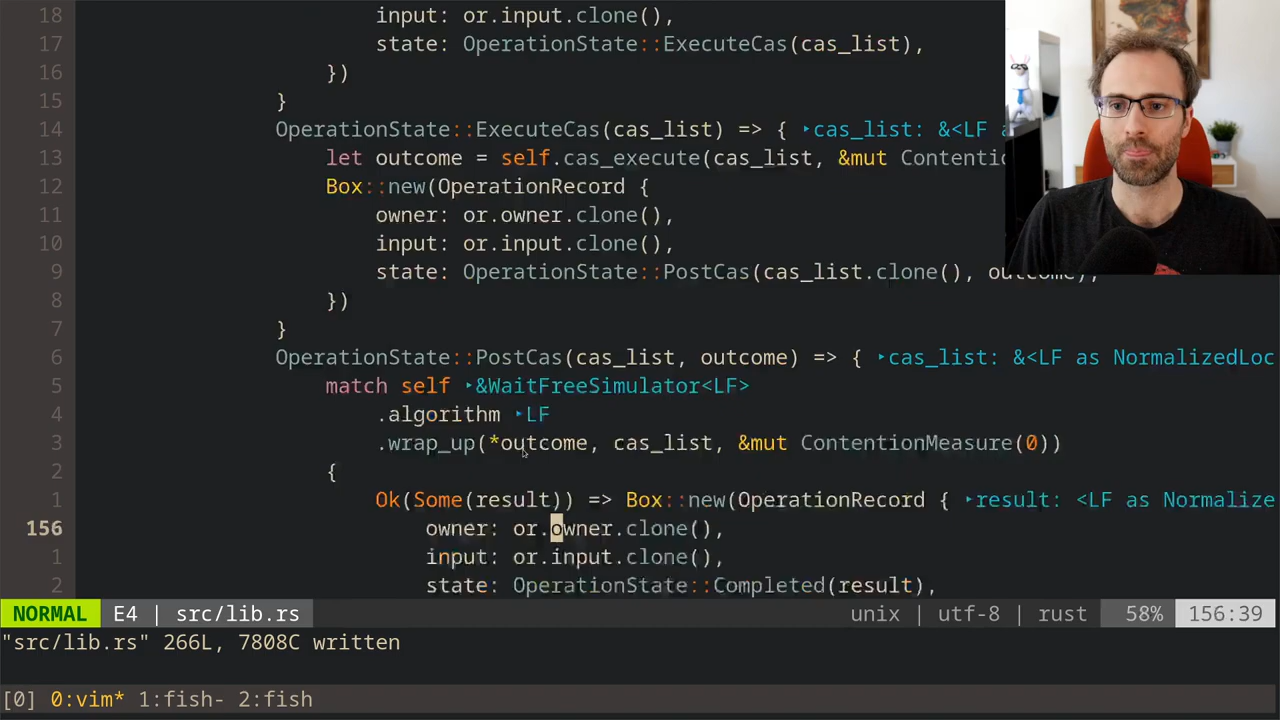 18 input: or.input.clone(),
17 state: OperationState::ExecuteCas(cas_list),
16 })
15 }
14 OperationState::ExecuteCas(cas_list) => { ‣cas_list: &<LF a
13 let outcome = self.cas_execute(cas_list, &mut Contentio
12 Box::new(OperationRecord {
11 owner: or.owner.clone(),
10 input: or.input.clone(),
9 state: OperationState::PostCas(cas_list.clone(), outcome),
8 })
7 }
6 OperationState::PostCas(cas_list, outcome) => { ‣cas_list: &<LF as NormalizedLoc
5 match self ‣&WaitFreeSimulator<LF>
4 .algorithm ‣LF
3 .wrap_up(*outcome, cas_list, &mut ContentionMeasure(0))
2 {
1 Ok(Some(result)) => Box::new(OperationRecord { ‣result: <LF as Normalize
156 owner: or.owner.clone(),
1 input: or.input.clone(),
2 state: OperationState::Completed(result),
NORMAL E4 | src/lib.rs unix | utf-8 | rust 58% 156:39
"src/lib.rs" 266L, 7808C written
[0] 0:vim* 1:fish- 2:fish